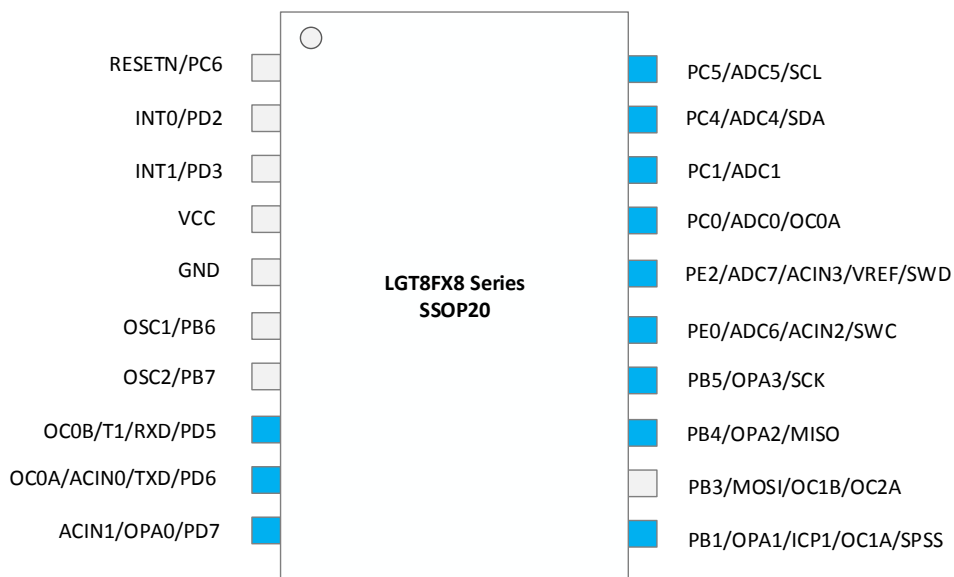 RESETN/PC6
INT0/PD2
INT1/PD3
VCC
GND
OSC1/PB6
OSC2/PB7
OC0B/T1/RXD/PD5
OC0A/ACIN0/TXD/PD6
ACIN1/OPA0/PD7
LGT8FX8 Series
SSOP20
PC5/ADC5/SCL
PC4/ADC4/SDA
PC1/ADC1
PC0/ADC0/OC0A
PE2/ADC7/ACIN3/VREF/SWD
PE0/ADC6/ACIN2/SWC
PB5/OPA3/SCK
PB4/OPA2/MISO
PB3/MOSI/OC1B/OC2A
PB1/OPA1/ICP1/OC1A/SPSS